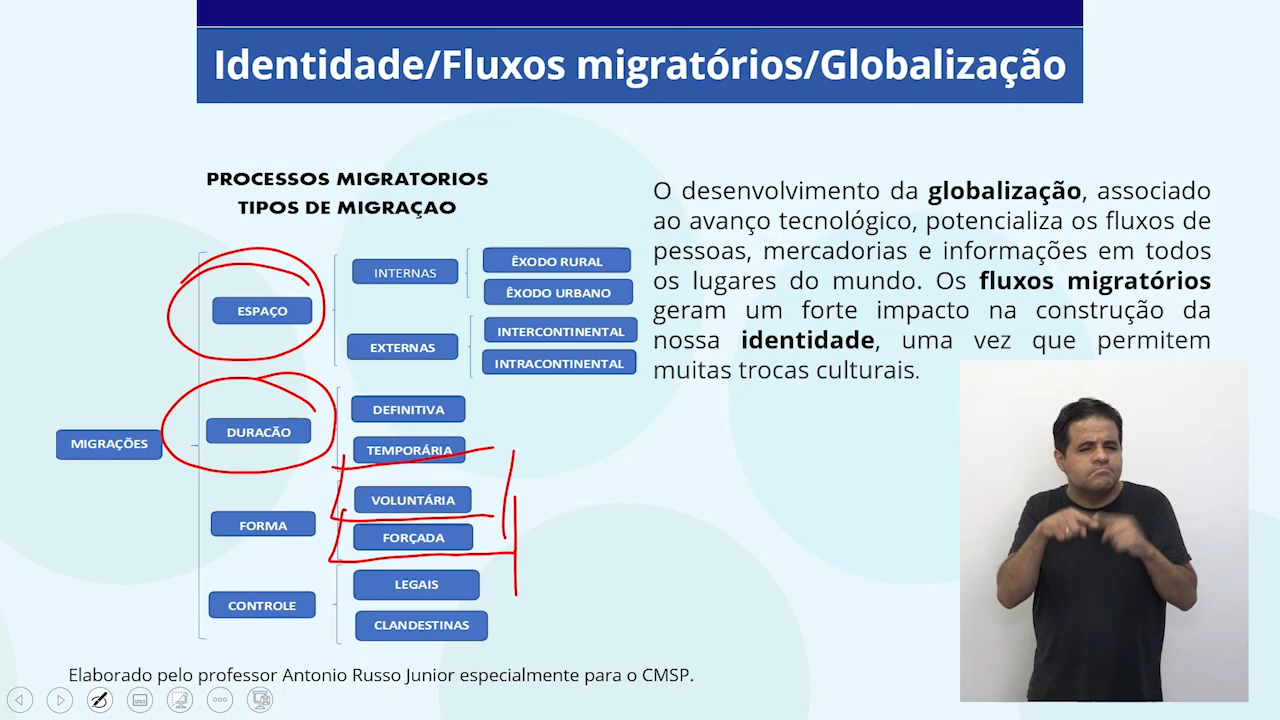 Identidade/Fluxos migratórios/Globalização
PROCESSOS MIGRATORIOS
TIPOS DE MIGRAÇAO
MIGRAÇÕES
ESPAÇO
INTERNAS
ÊXODO RURAL
ÊXODO URBANO
EXTERNAS
INTERCONTINENTAL
INTRACONTINENTAL
DURACÃO
DEFINITIVA
TEMPORÁRIA
FORMA
VOLUNTÁRIA
FORÇADA
CONTROLE
LEGAIS
CLANDESTINAS
O desenvolvimento da globalização, associado
ao avanço tecnológico, potencializa os fluxos de
pessoas, mercadorias e informações em todos
os lugares do mundo. Os fluxos migratórios
geram um forte impacto na construção da
nossa identidade, uma vez que permitem
muitas trocas culturais.
Elaborado pelo professor Antonio Russo Junior especialmente para o CMSP.